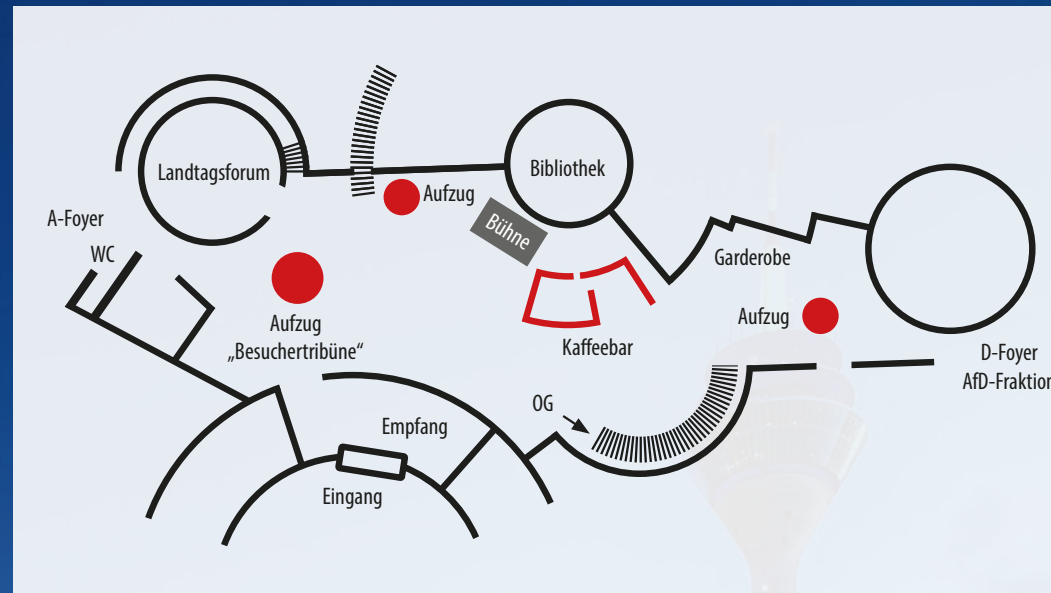 Landtagsforum
Bibliothek
Aufzug
A-Foyer
Bühne
WC
Garderobe
Aufzug
Aufzug
„Besuchertribüne“
Kaffeebar
D-Foyer
AfD-Fraktion
OG
Empfang
Eingang